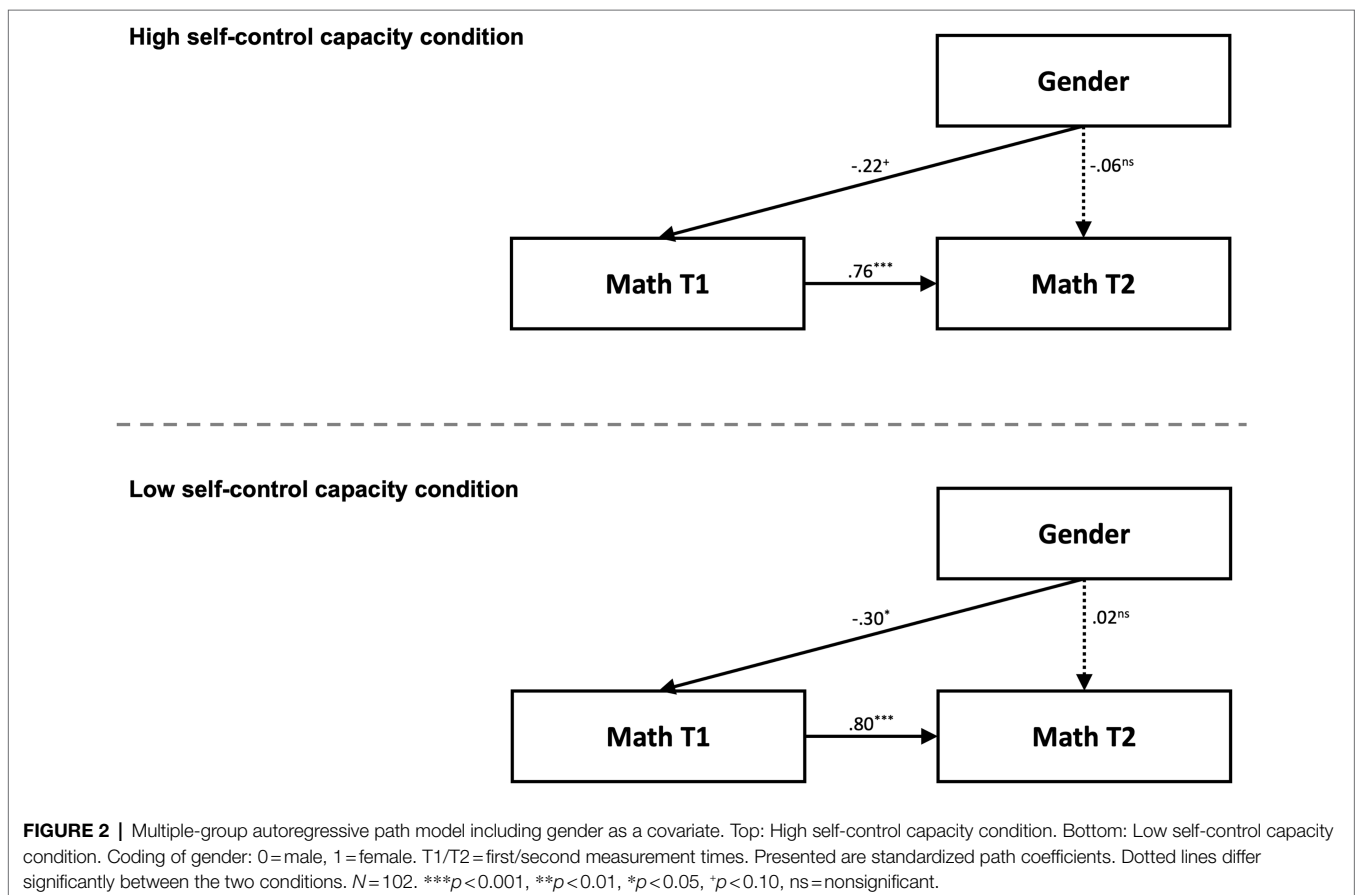 High self-control capacity condition
Gender
-.22⁺
-.06ⁿˢ
Math T1
.76***
Math T2
Low self-control capacity condition
Gender
-.30*
.02ⁿˢ
Math T1
.80***
Math T2
FIGURE 2 | Multiple-group autoregressive path model including gender as a covariate. Top: High self-control capacity condition. Bottom: Low self-control capacity
condition. Coding of gender: 0=male, 1=female. T1/T2=first/second measurement times. Presented are standardized path coefficients. Dotted lines differ
significantly between the two conditions. N=102. ***p<0.001, **p<0.01, *p<0.05, ⁺p<0.10, ns=nonsignificant.